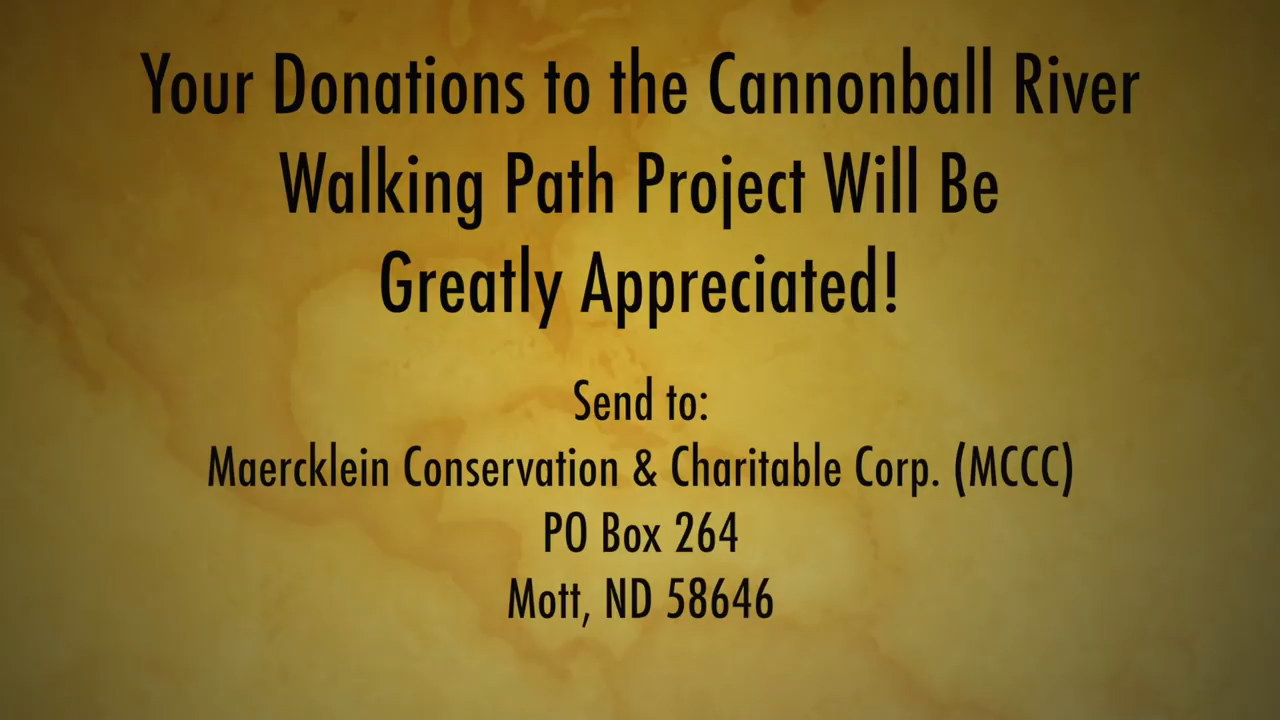 Your Donations to the Cannonball River
Walking Path Project Will Be
Greatly Appreciated!
Send to:
Maercklein Conservation & Charitable Corp. (MCCC)
PO Box 264
Mott, ND 58646